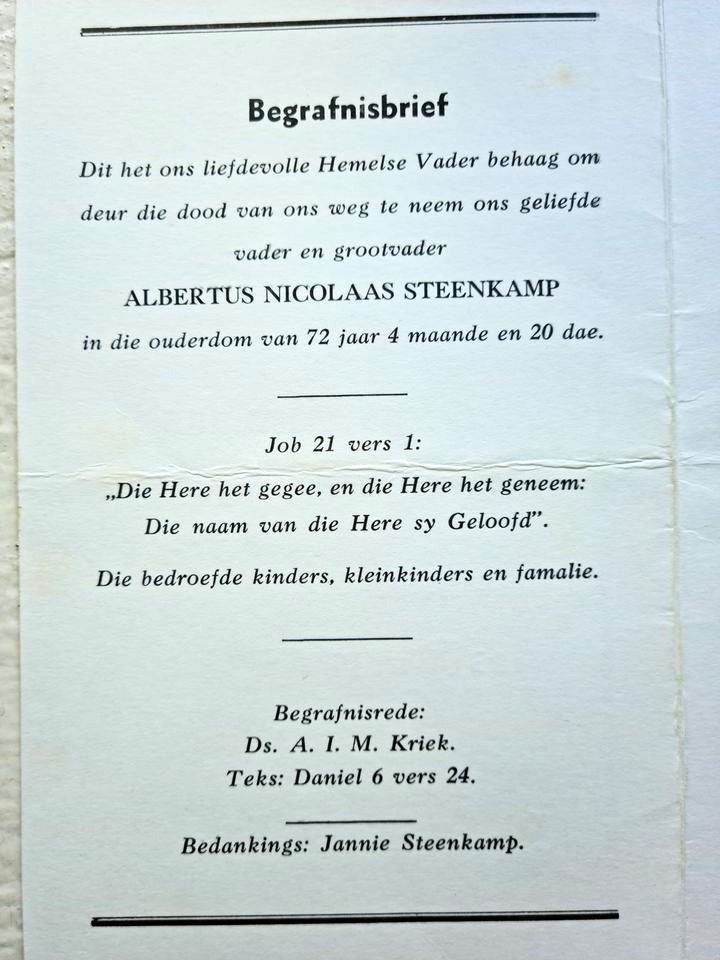 Begrafnisbrief
Dit het ons liefdevolle Hemelse Vader behaag om
deur die dood van ons weg te neem ons geliefde
vader en grootvader
ALBERTUS NICOLAAS STEENKAMP
in die ouderdom van 72 jaar 4 maande en 20 dae.
Job 21 vers 1:
„Die Here het gegee, en die Here het geneem:
Die naam van die Here sy Geloofd”.
Die bedroefde kinders, kleinkinders en famalie.
Begrafnisrede:
Ds. A. I. M. Kriek.
Teks: Daniel 6 vers 24.
Bedankings: Jannie Steenkamp.